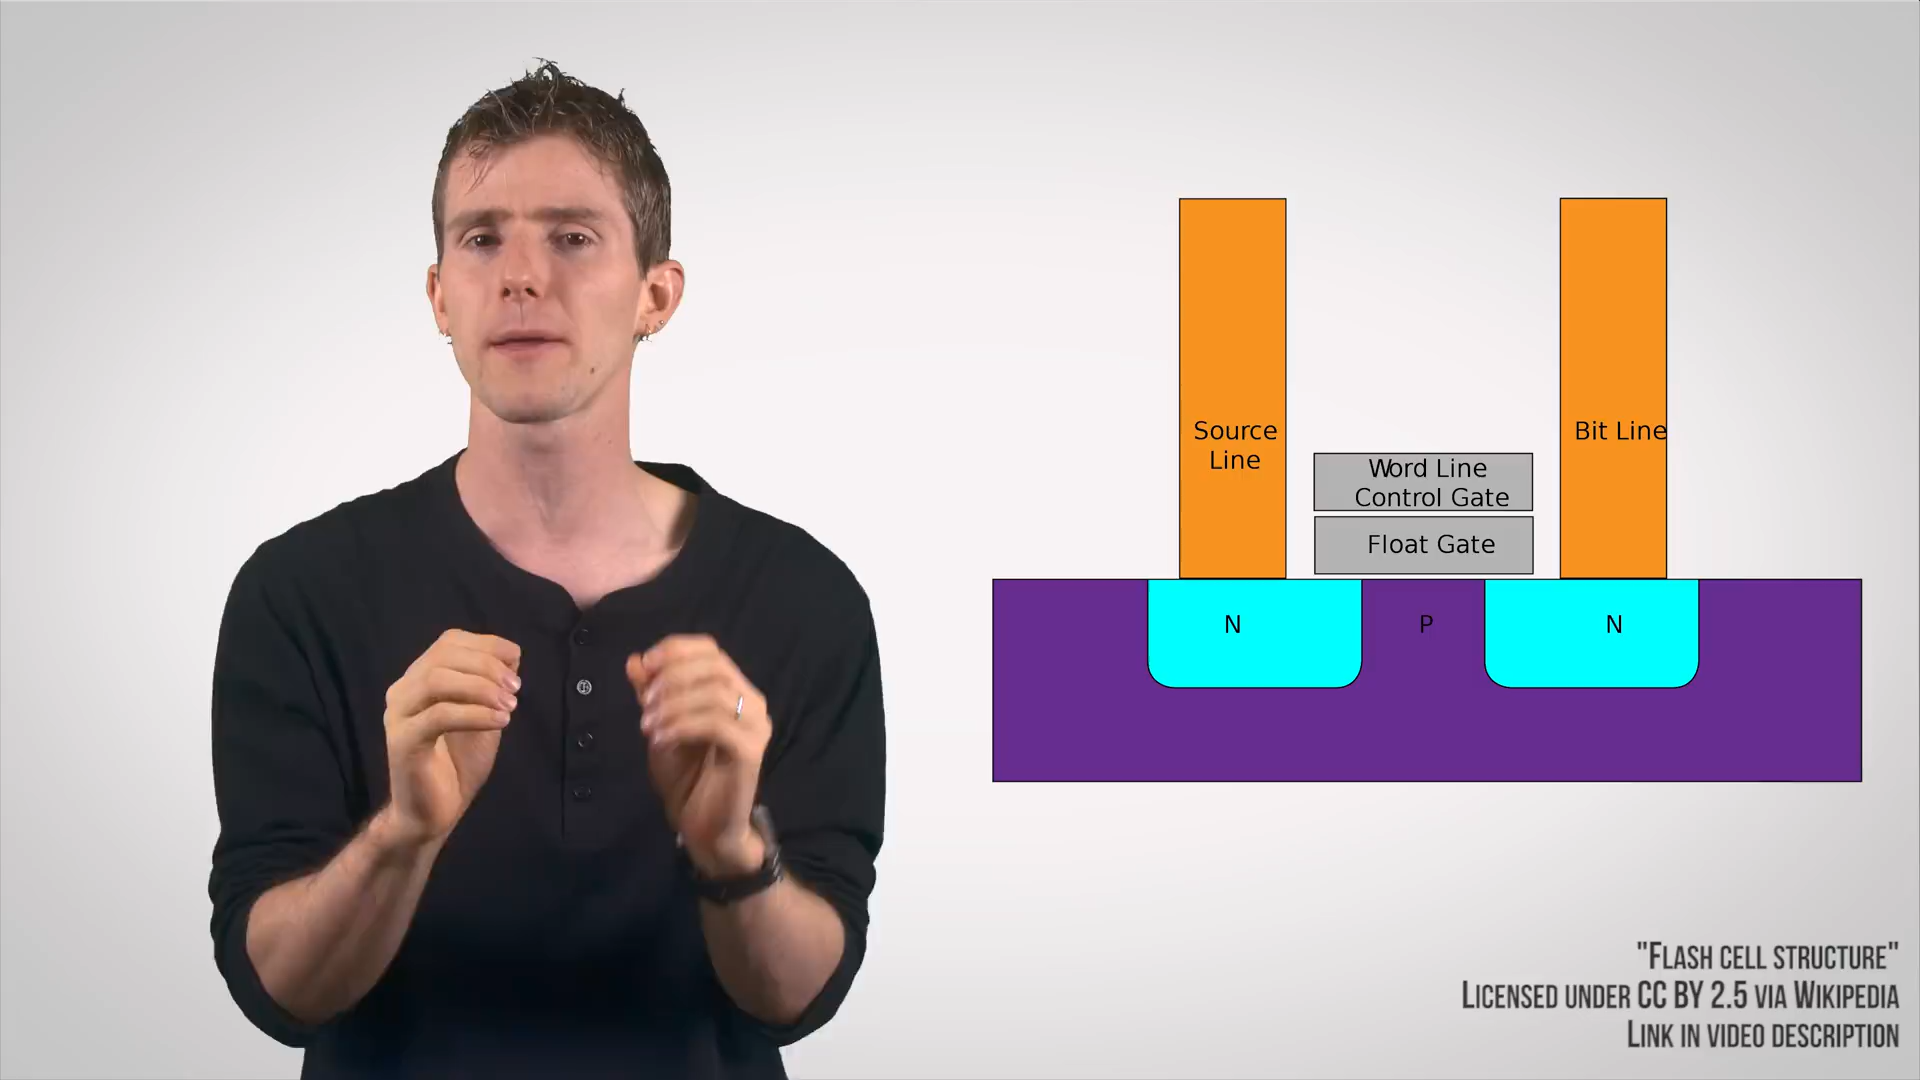 Source
Line
Bit Line
Word Line
Control Gate
Float Gate
N
P
N
"Flash cell structure"
Licensed under CC BY 2.5 via Wikipedia
Link in video description